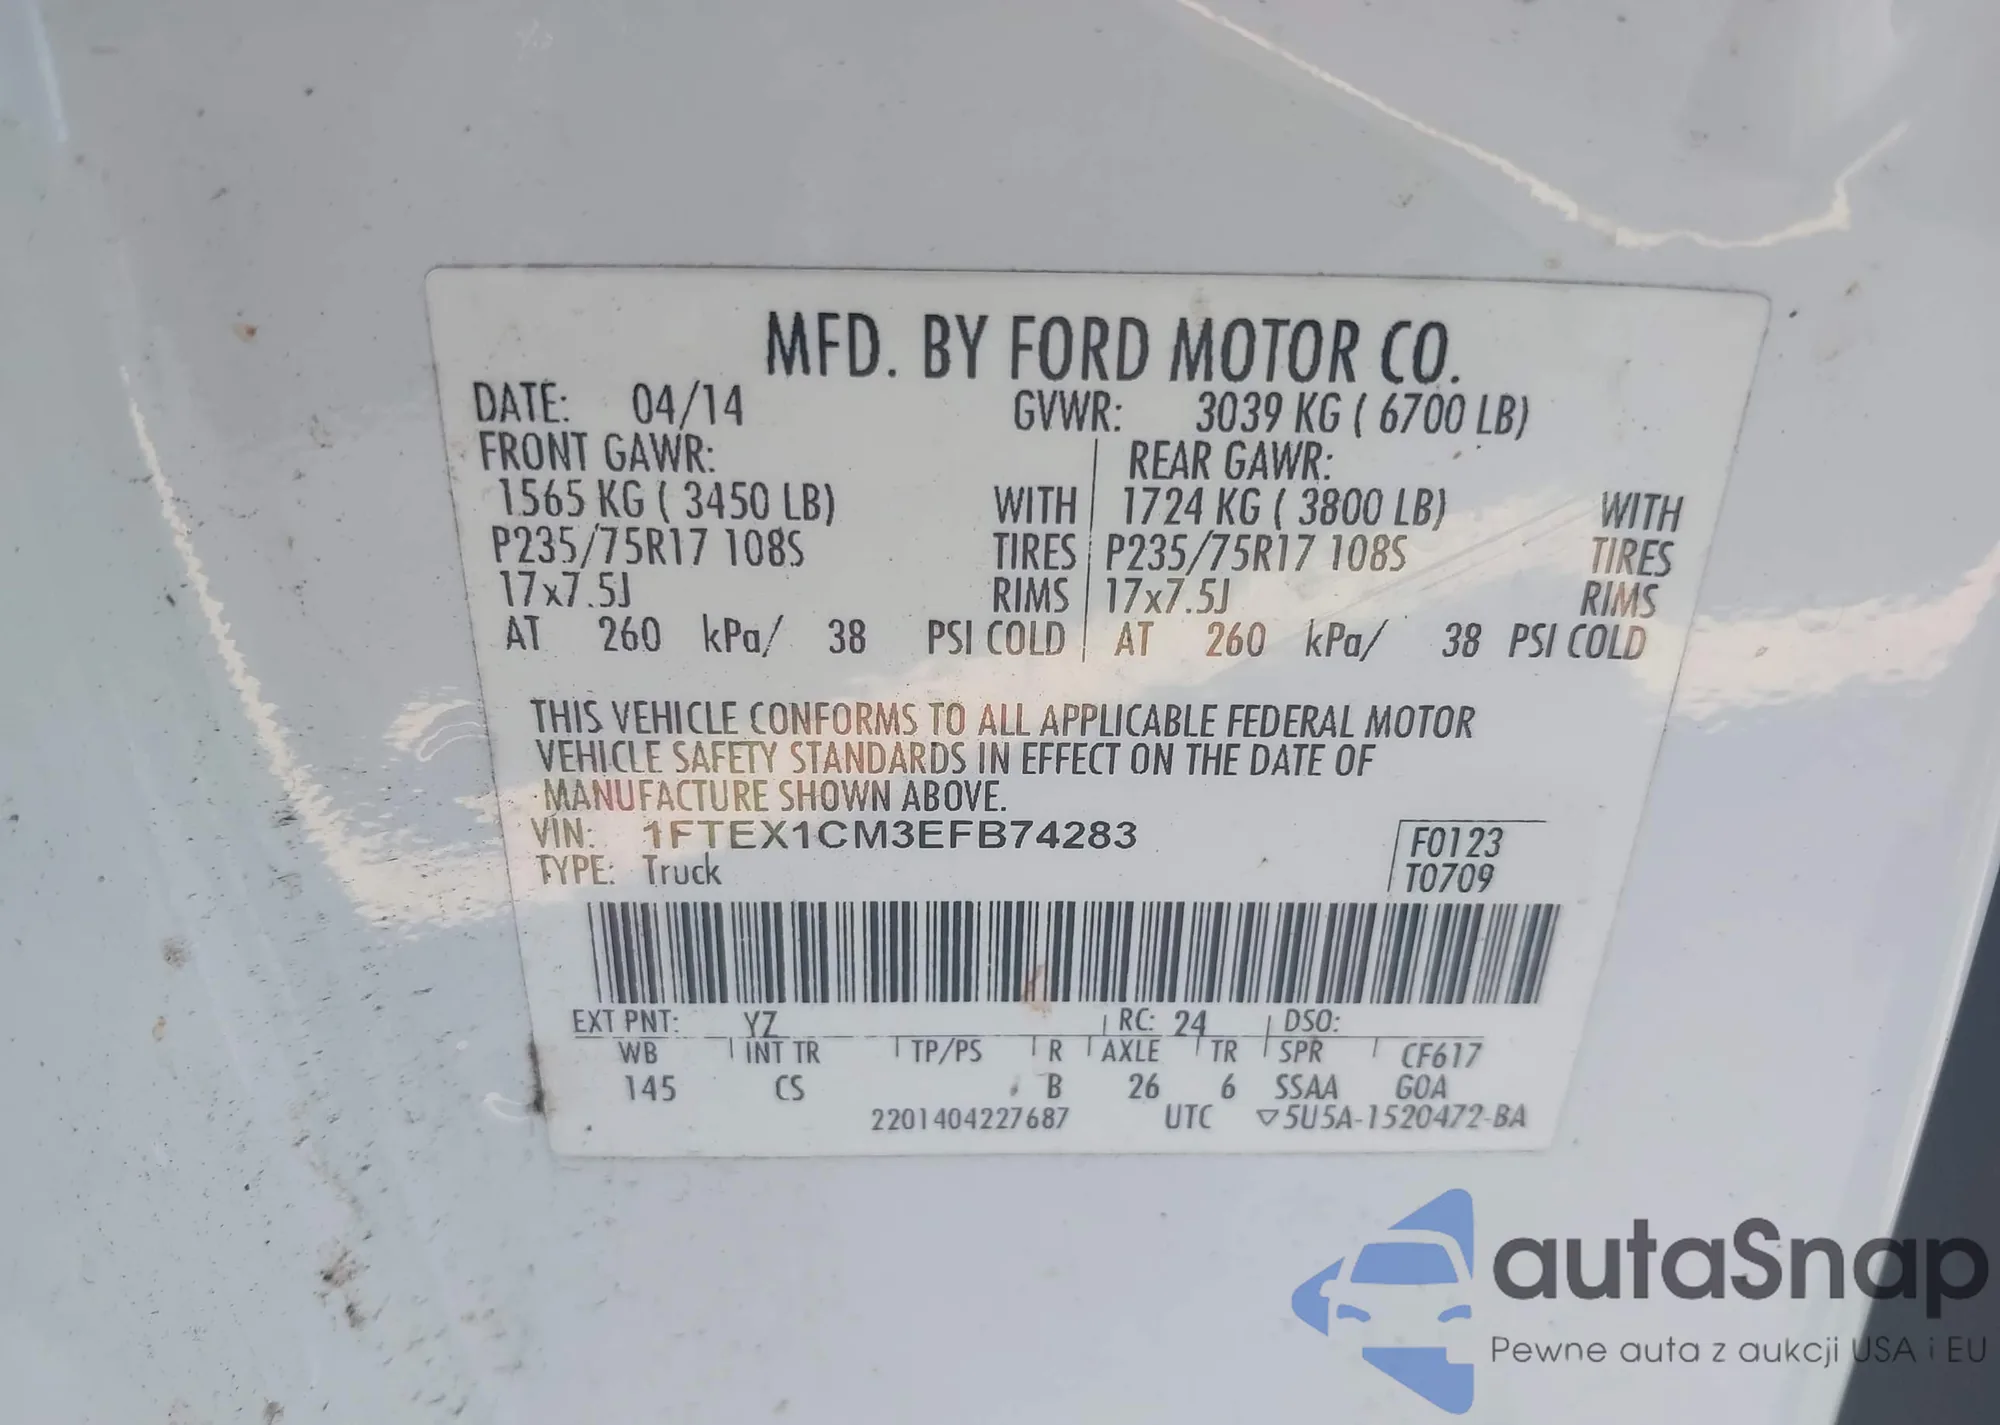 MFD. BY FORD MOTOR CO.
DATE: 04/14 GVWR: 3039 KG ( 6700 LB)
FRONT GAWR: REAR GAWR:
1565 KG ( 3450 LB) WITH 1724 KG ( 3800 LB) WITH
P235/75R17 108S TIRES P235/75R17 108S TIRES
17x7.5J RIMS 17x7.5J RIMS
AT 260 kPa/ 38 PSI COLD AT 260 kPa/ 38 PSI COLD
THIS VEHICLE CONFORMS TO ALL APPLICABLE FEDERAL MOTOR
VEHICLE SAFETY STANDARDS IN EFFECT ON THE DATE OF
MANUFACTURE SHOWN ABOVE.
VIN: 1FTEX1CM3EFB74283 F0123
TYPE: Truck T0709
EXT PNT: YZ RC: 24 DSO:
WB INT TR TP/PS R AXLE TR SPR CF617
145 CS B 26 6 SSAA G0A
2201404227687 UTC ▽5U5A-1520472-BA
autaSnap
Pewne auta z aukcji USA i EU